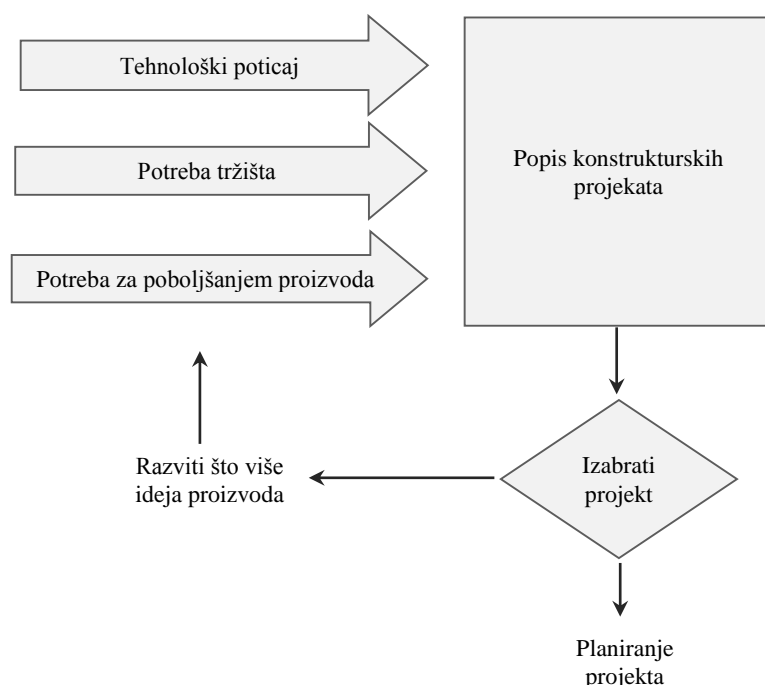 Tehnološki poticaj
Potreba tržišta
Potreba za poboljšanjem proizvoda
Popis konstrukturskih
projekata
Izabrati
projekt
Razviti što više
ideja proizvoda
Planiranje
projekta